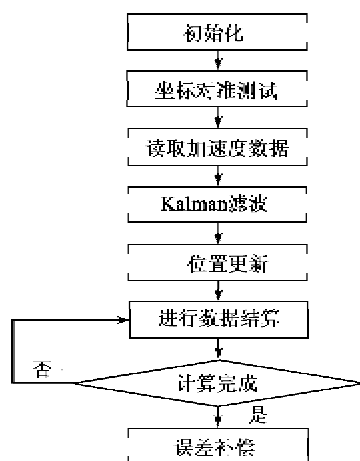 初始化
坐标对准测试
读取加速度数据
Kalman滤波
位置更新
进行数据结算
否
计算完成
是
误差补偿